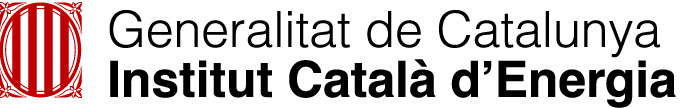 Generalitat de Catalunya
Institut Català d’Energia